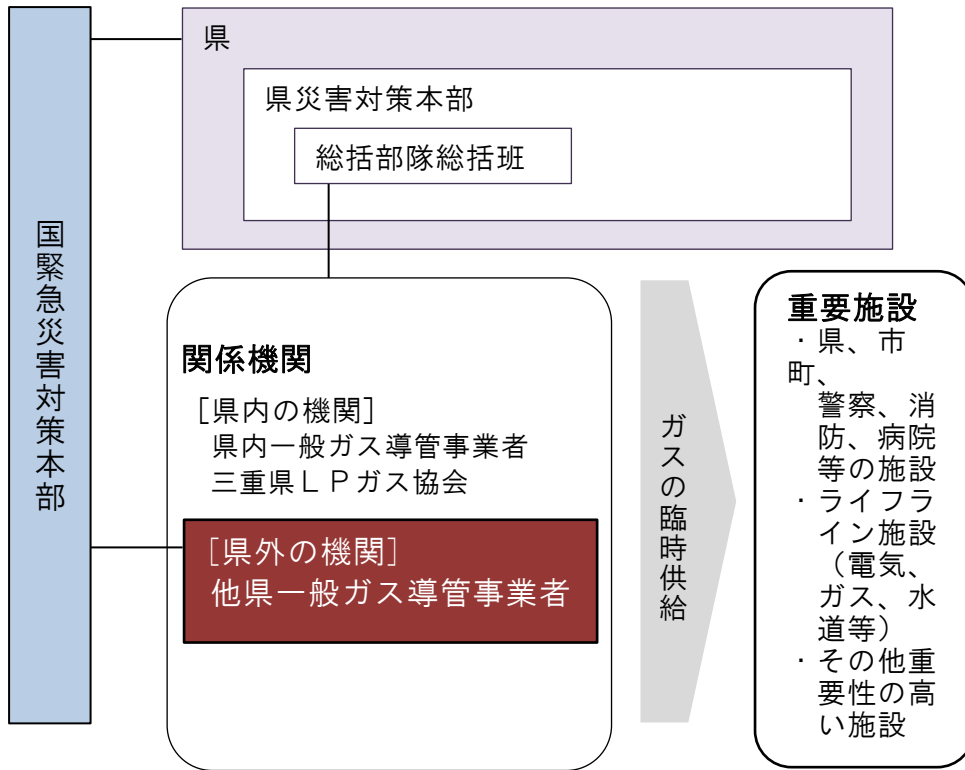 国緊急災害対策本部
県
県災害対策本部
総括部隊総括班
関係機関
[県内の機関]
県内一般ガス導管事業者
三重県LPガス協会
[県外の機関]
他県一般ガス導管事業者
ガスの臨時供給
重要施設
・県、市
町、
警察、消
防、病院
等の施設
・ライフラ
イン施設
(電気、
ガス、水
道等)
・その他重
要性の高
い施設